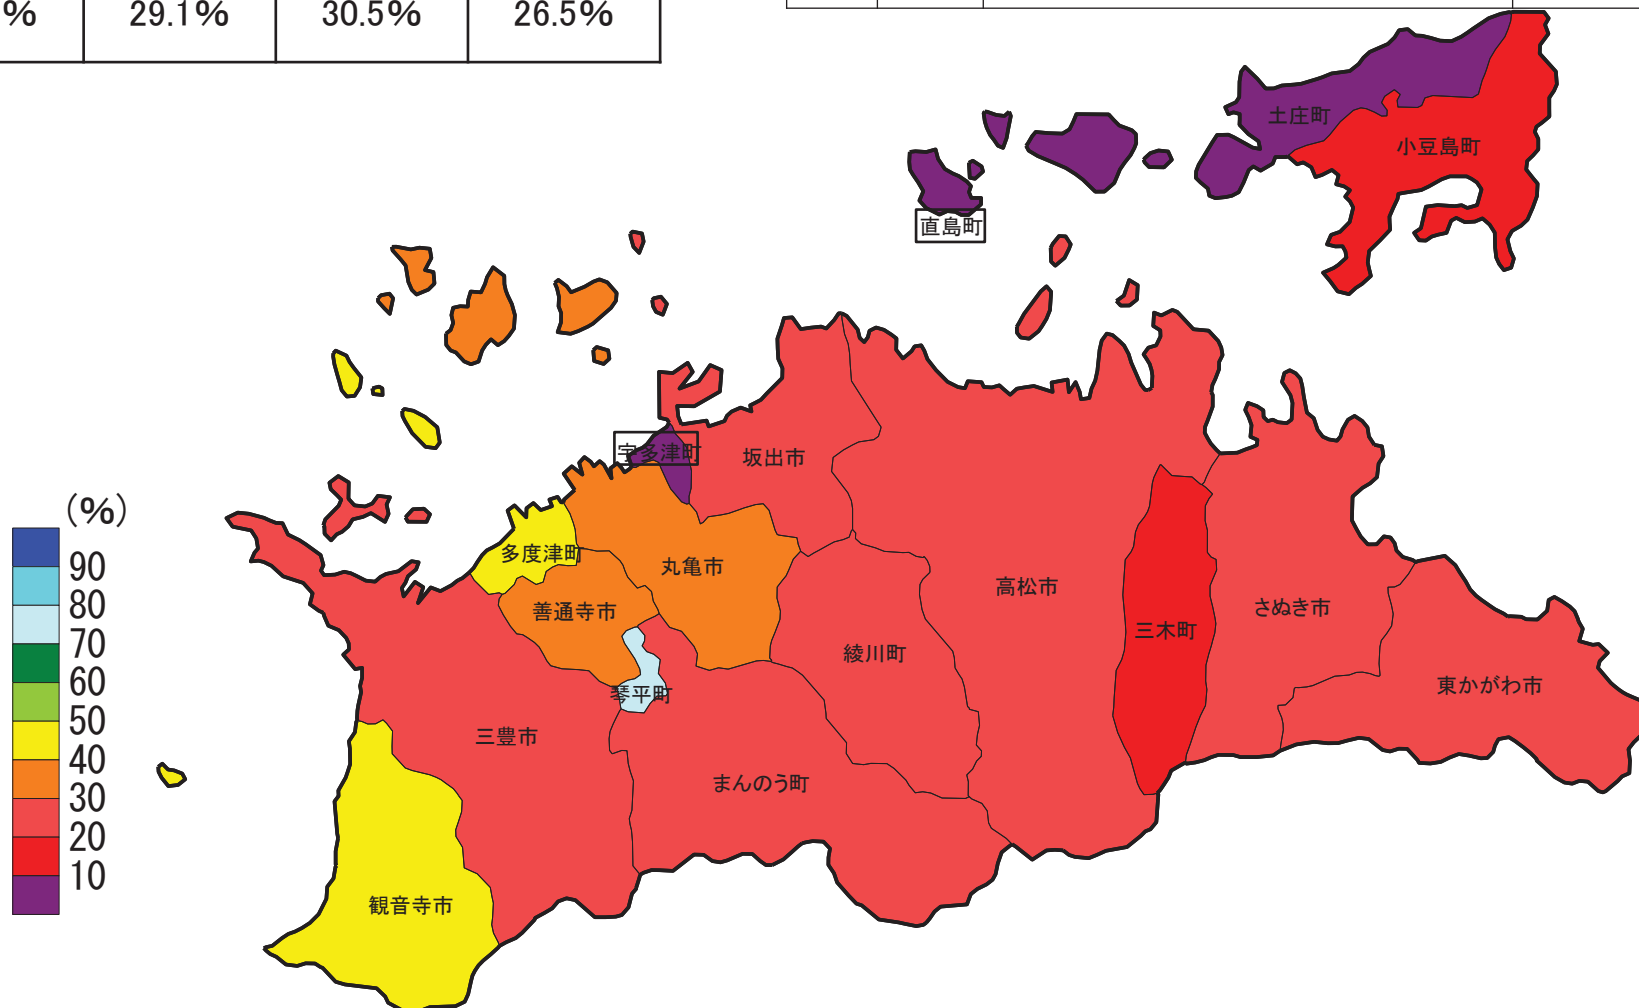 % 29.1% 30.5% 26.5%
土庄町
小豆島町
直島町
宇多津町
坂出市
(%)
多度津町
丸亀市
高松市
善通寺市
さぬき市
三木町
綾川町
琴平町
東かがわ市
三豊市
まんのう町
観音寺市
90
80
70
60
50
40
30
20
10